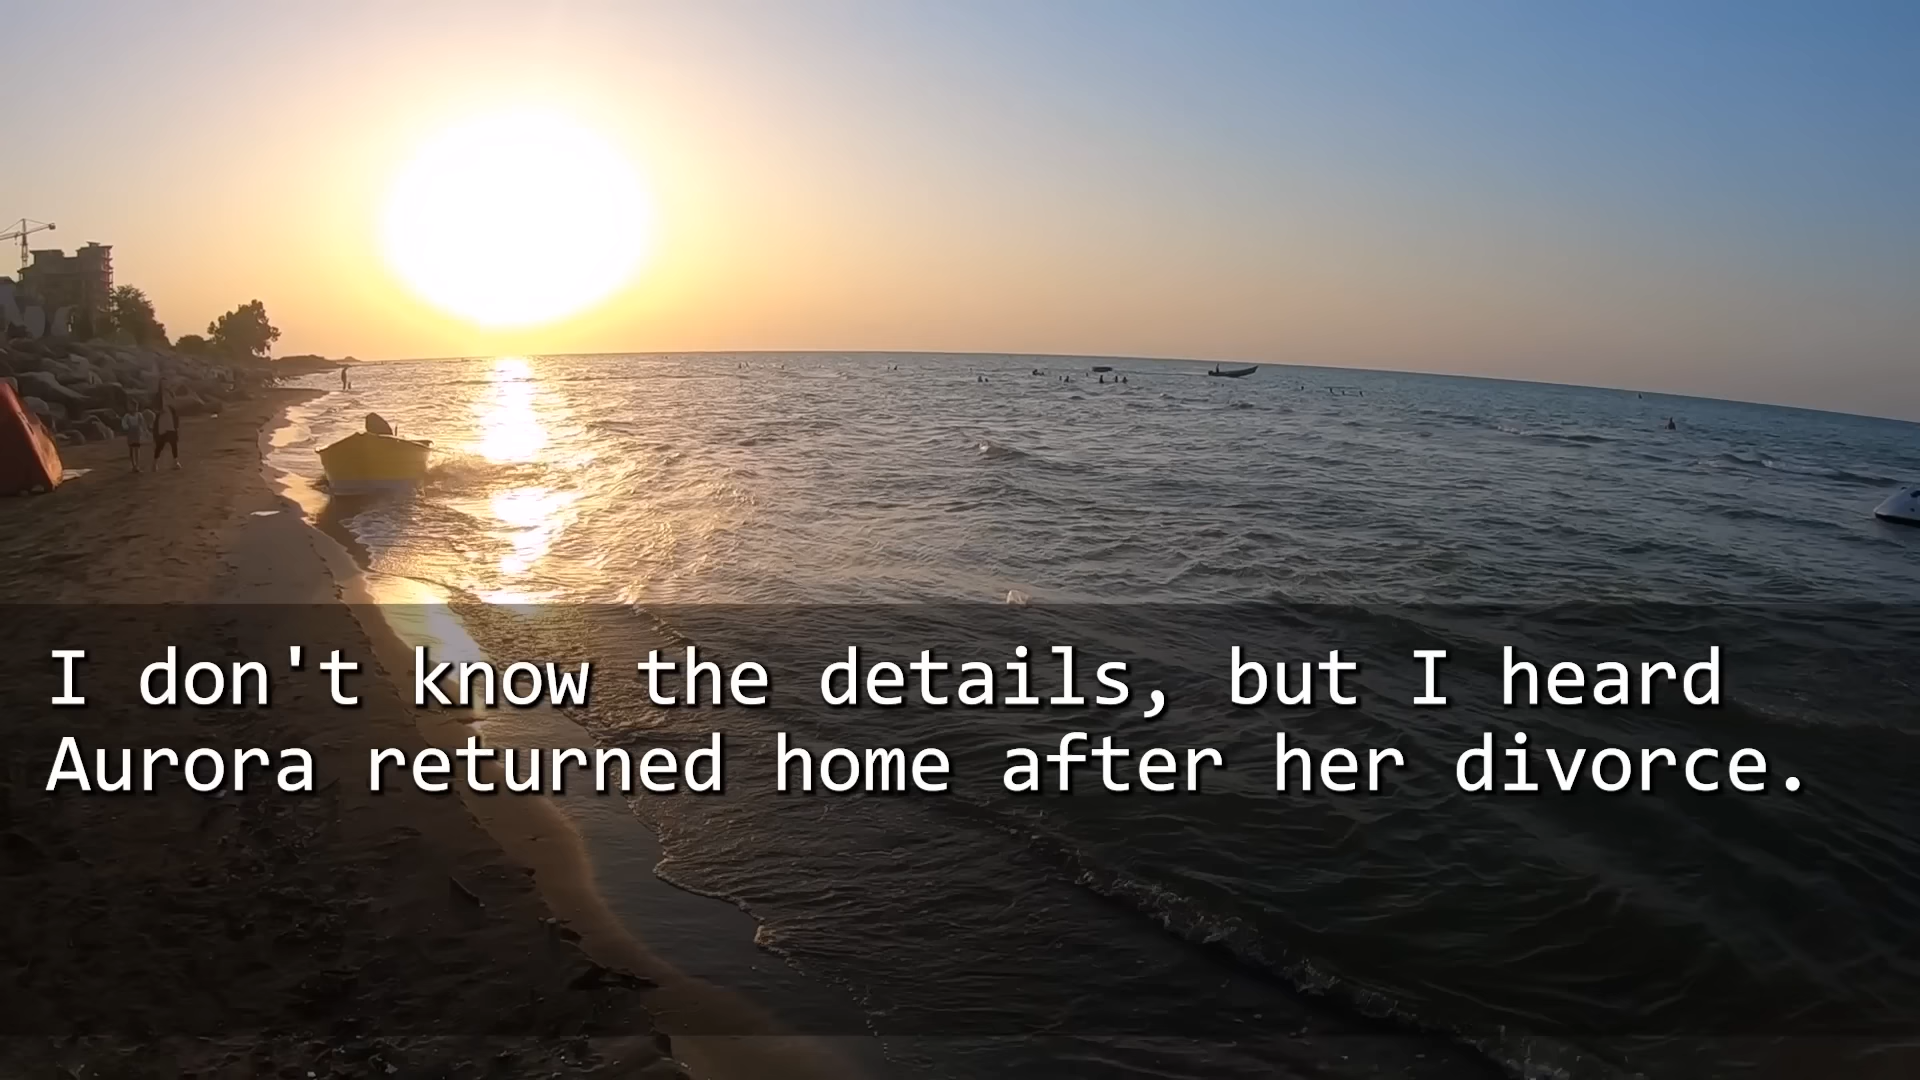 I don't know the details, but I heard
Aurora returned home after her divorce.